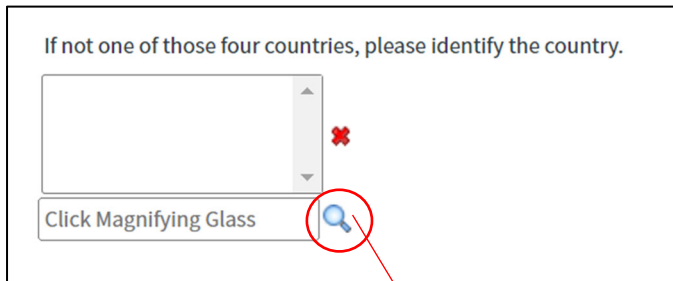 If not one of those four countries, please identify the country.
Click Magnifying Glass